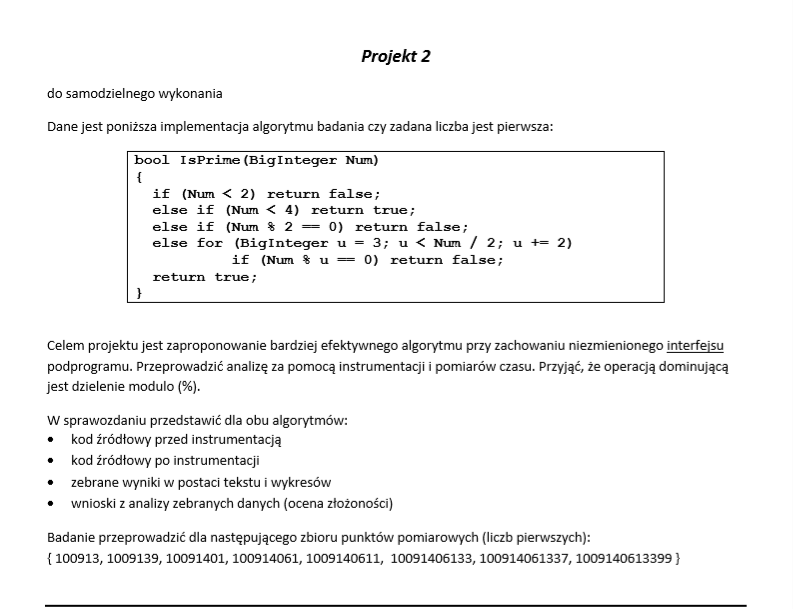 Projekt 2
do samodzielnego wykonania
Dane jest poniższa implementacja algorytmu badania czy zadana liczba jest pierwsza:
bool IsPrime(BigInteger Num)
{
if (Num < 2) return false;
else if (Num < 4) return true;
else if (Num % 2 == 0) return false;
else for (BigInteger u = 3; u < Num / 2; u += 2)
if (Num % u == 0) return false;
return true;
}
Celem projektu jest zaproponowanie bardziej efektywnego algorytmu przy zachowaniu niezmienionego interfejsu
podprogramu. Przeprowadzić analizę za pomocą instrumentacji i pomiarów czasu. Przyjąć, że operacją dominującą
jest dzielenie modulo (%).
W sprawozdaniu przedstawić dla obu algorytmów:
• kod źródłowy przed instrumentacją
• kod źródłowy po instrumentacji
• zebrane wyniki w postaci tekstu i wykresów
• wnioski z analizy zebranych danych (ocena złożoności)
Badanie przeprowadzić dla następującego zbioru punktów pomiarowych (liczb pierwszych):
{ 100913, 1009139, 10091401, 100914061, 1009140611, 10091406133, 100914061337, 1009140613399 }